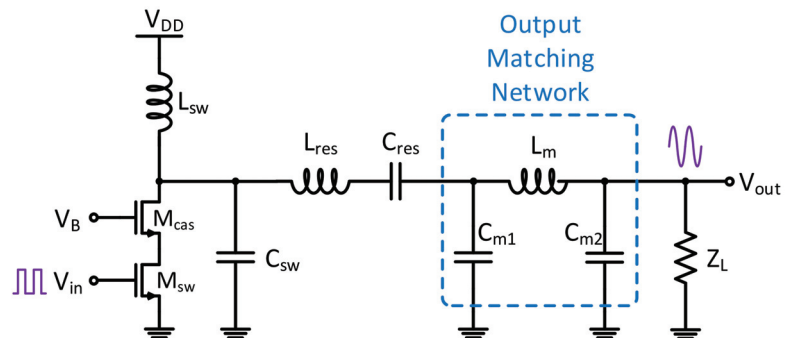 Output
Matching
Network
V_DD
L_sw
L_res
C_res
L_m
V_out
V_B
M_cas
C_sw
C_m1
C_m2
Z_L
V_in
M_sw